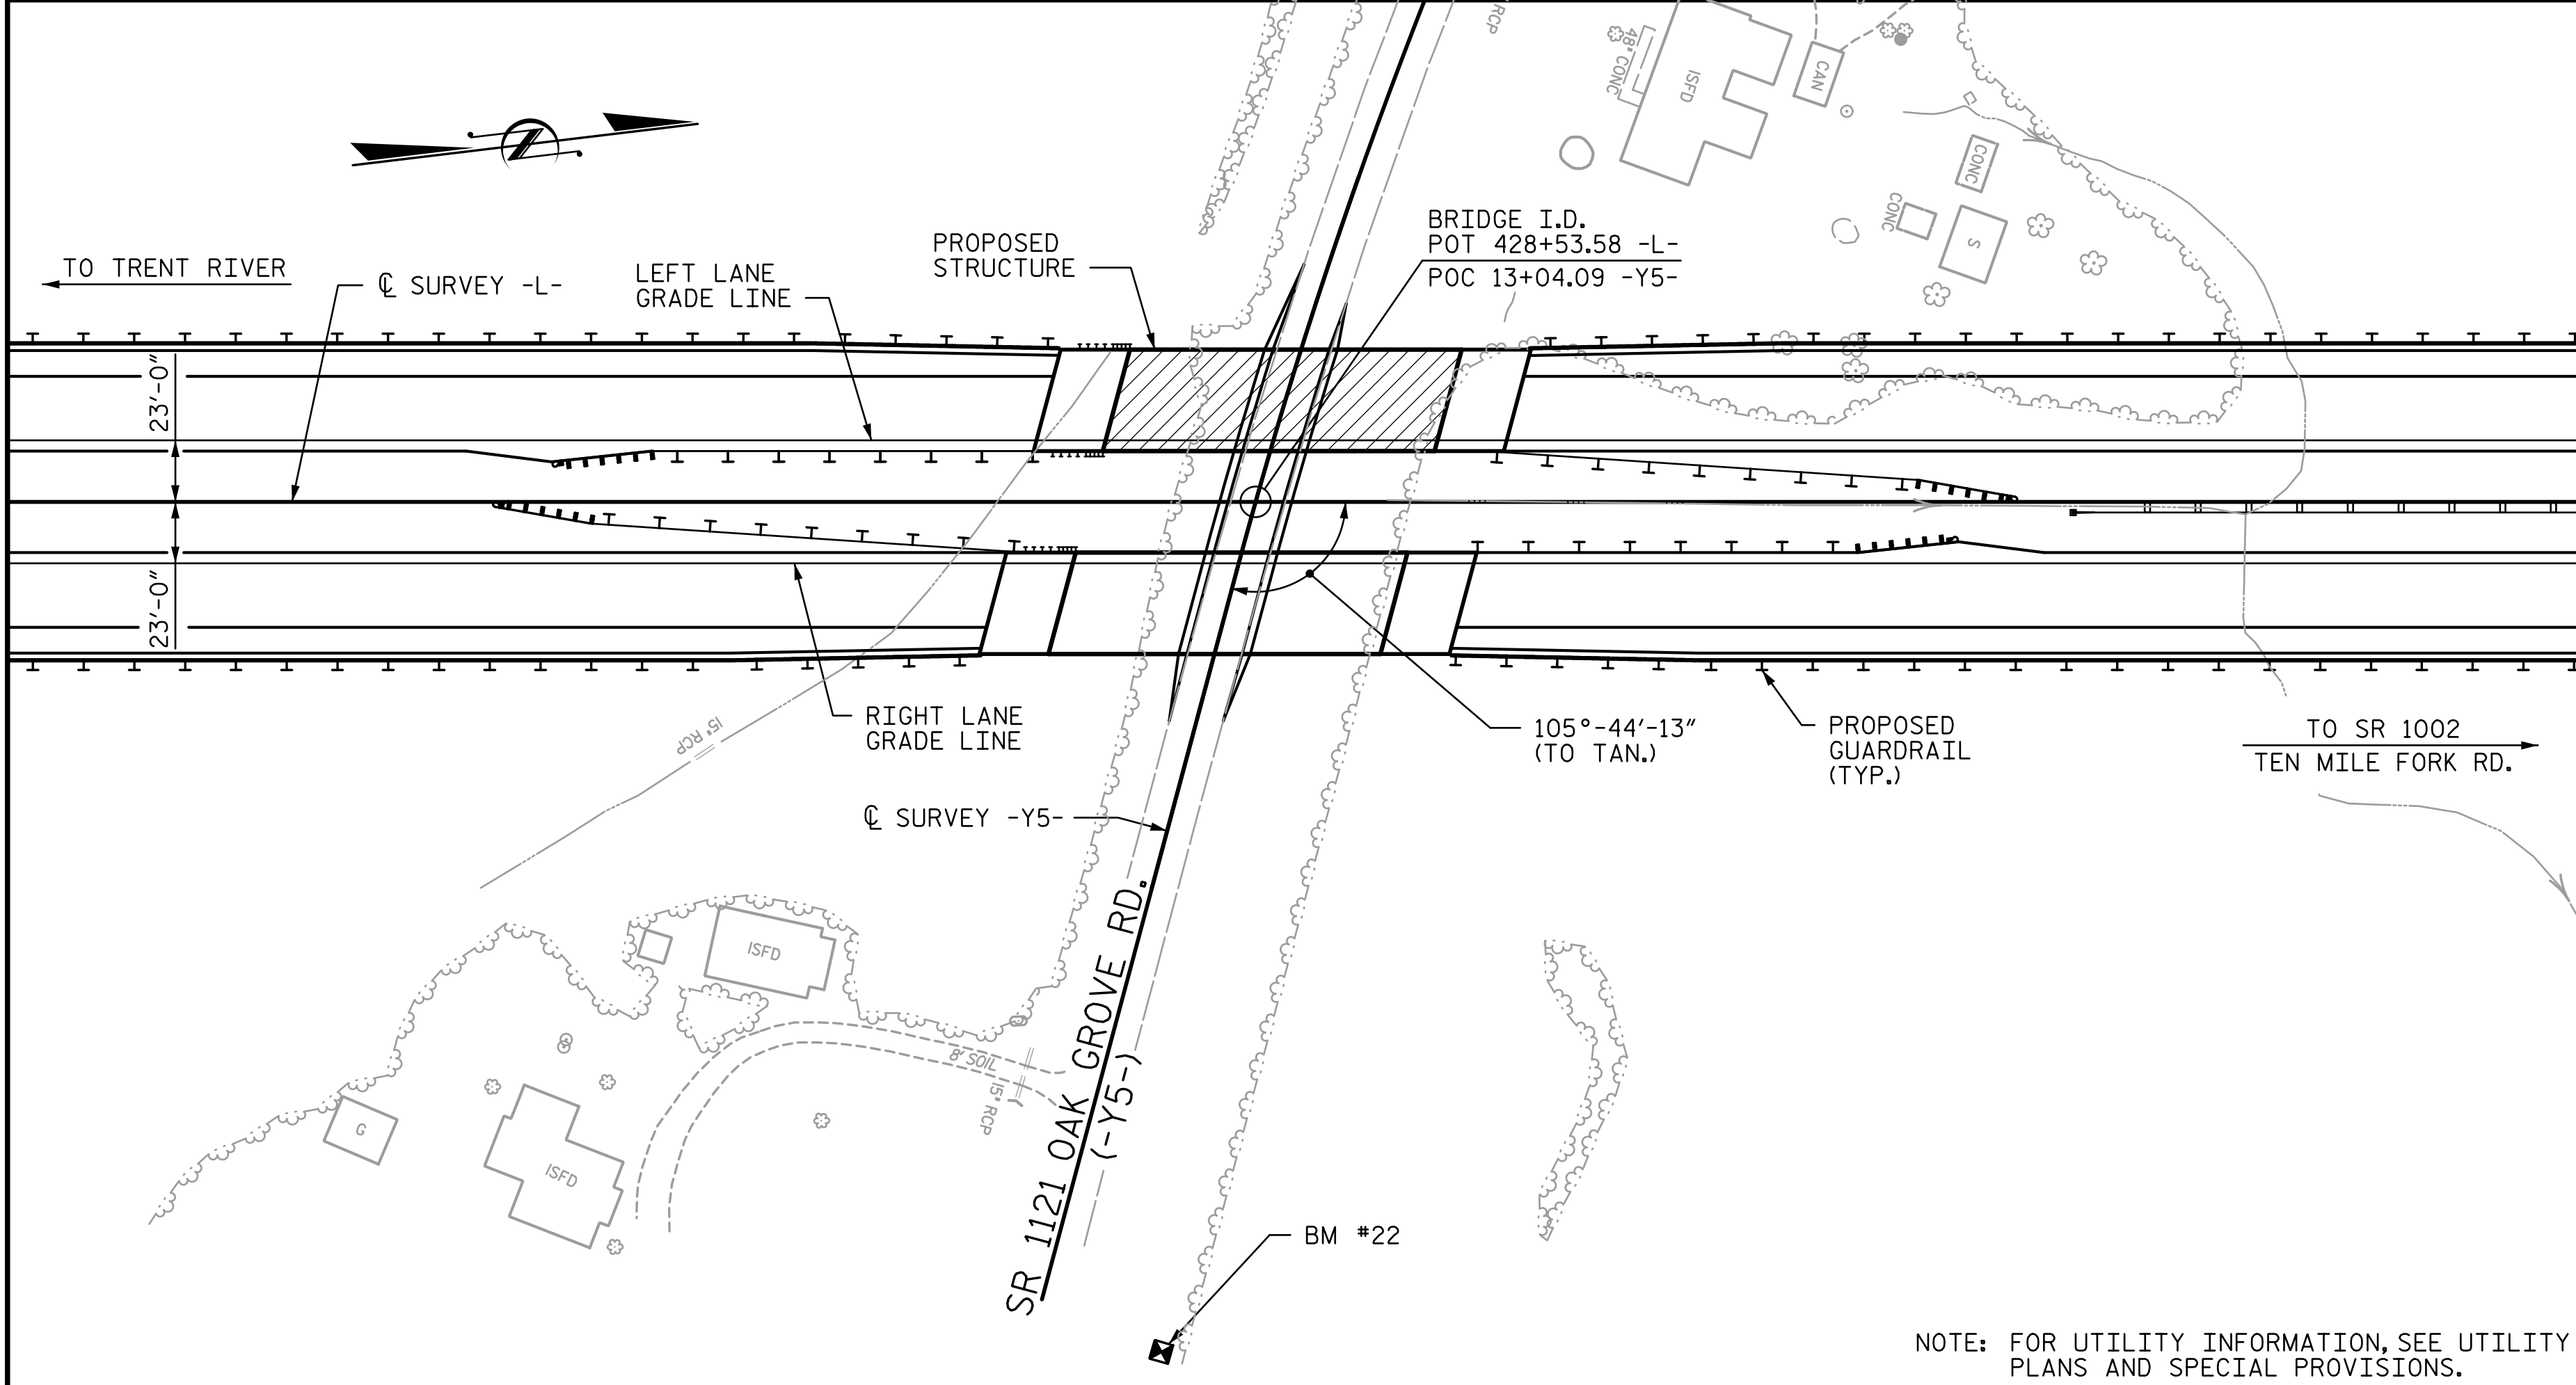 RCP
48' CONC
ISFD
CAN
CONC
CONC
S
BRIDGE I.D.
POT 428+53.58 -L-
POC 13+04.09 -Y5-
PROPOSED
STRUCTURE
TO TRENT RIVER
℄ SURVEY -L-
LEFT LANE
GRADE LINE
23'-0"
23'-0"
RIGHT LANE
GRADE LINE
15" RCP
105°-44'-13"
(TO TAN.)
PROPOSED
GUARDRAIL
(TYP.)
TO SR 1002
TEN MILE FORK RD.
℄ SURVEY -Y5-
ISFD
8' SOIL
15" RCP
G
ISFD
SR 1121 OAK GROVE RD.
(-Y5-)
BM #22
NOTE: FOR UTILITY INFORMATION, SEE UTILITY
PLANS AND SPECIAL PROVISIONS.